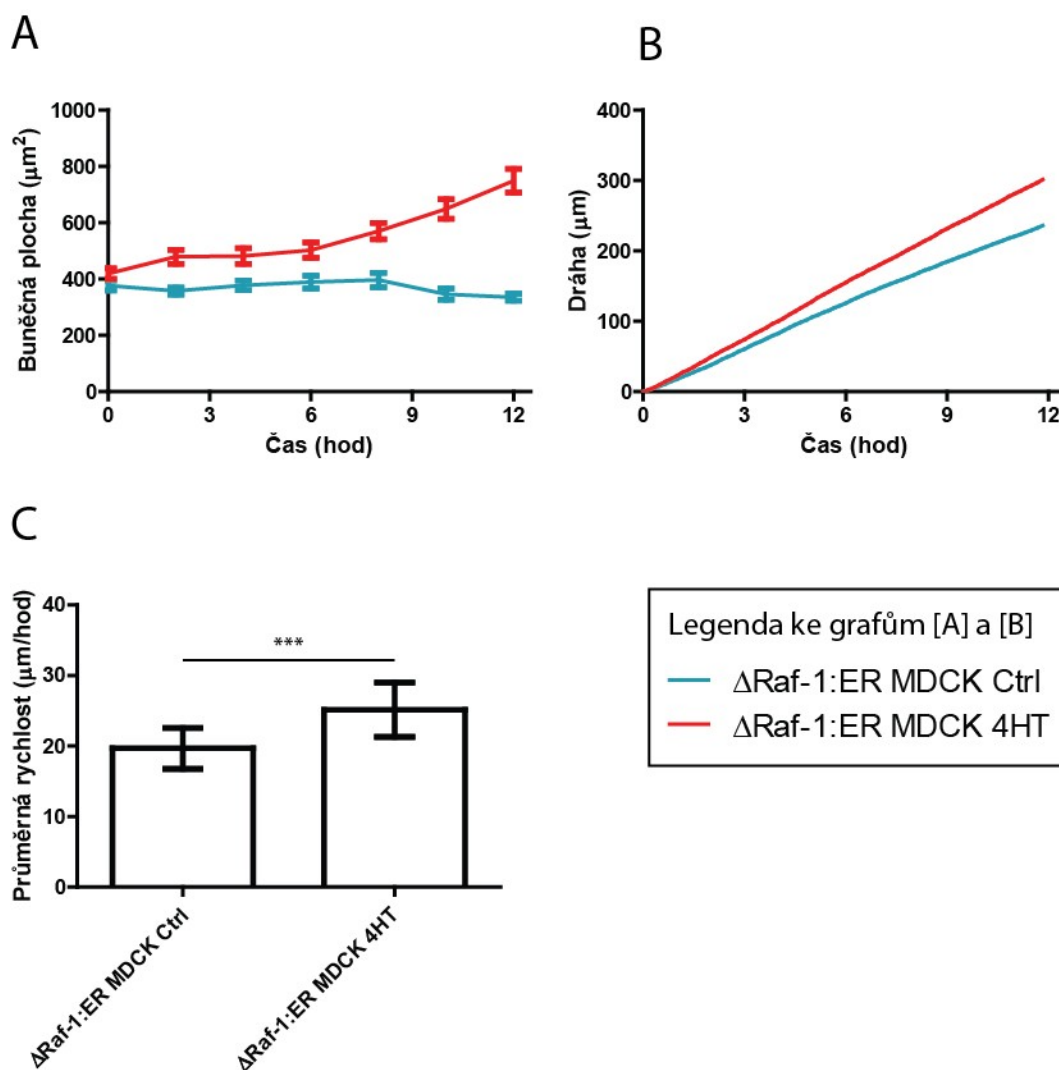 A
Buněčná plocha (μm²)
1000
800
600
400
200
0
0 3 6 9 12
Čas (hod)
B
Dráha (μm)
400
300
200
100
0
0 3 6 9 12
Čas (hod)
C
Průměrná rychlost (μm/hod)
40
30
20
10
0
***
ΔRaf-1:ER MDCK Ctrl
ΔRaf-1:ER MDCK 4HT
Legenda ke grafům [A] a [B]
ΔRaf-1:ER MDCK Ctrl
ΔRaf-1:ER MDCK 4HT